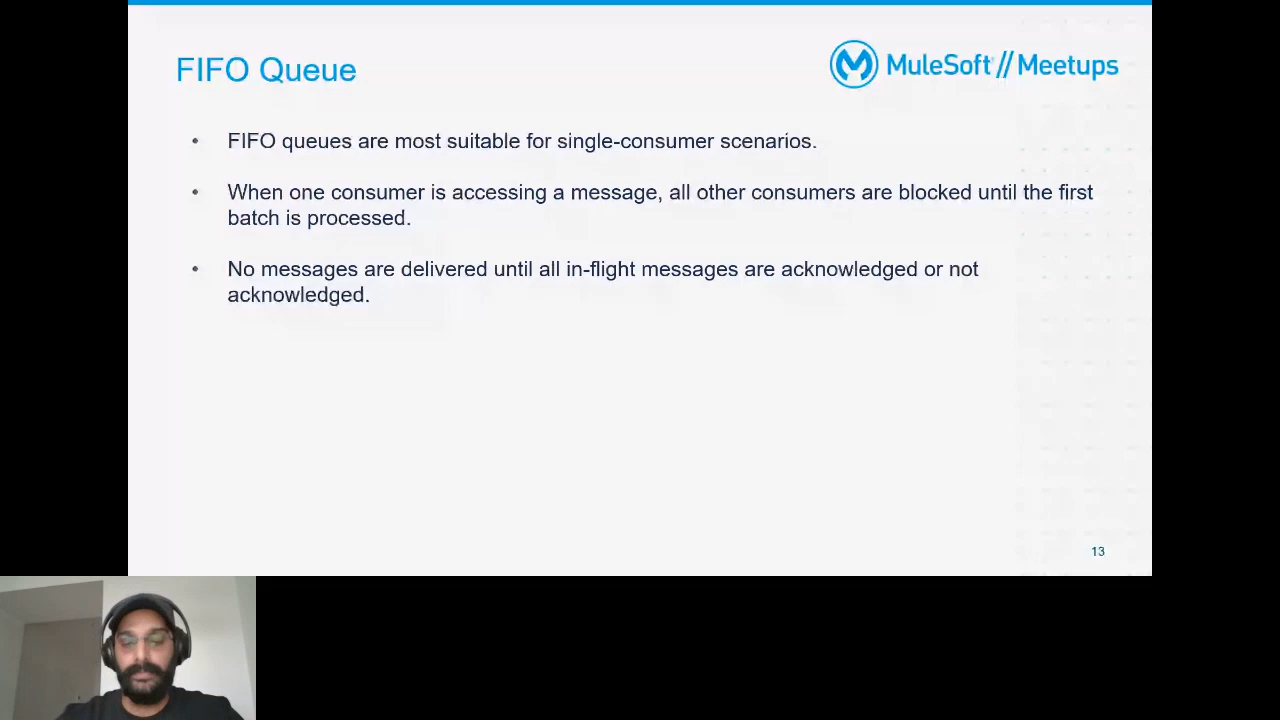 FIFO Queue
MuleSoft // Meetups
• FIFO queues are most suitable for single-consumer scenarios.
• When one consumer is accessing a message, all other consumers are blocked until the first
batch is processed.
• No messages are delivered until all in-flight messages are acknowledged or not
acknowledged.
13